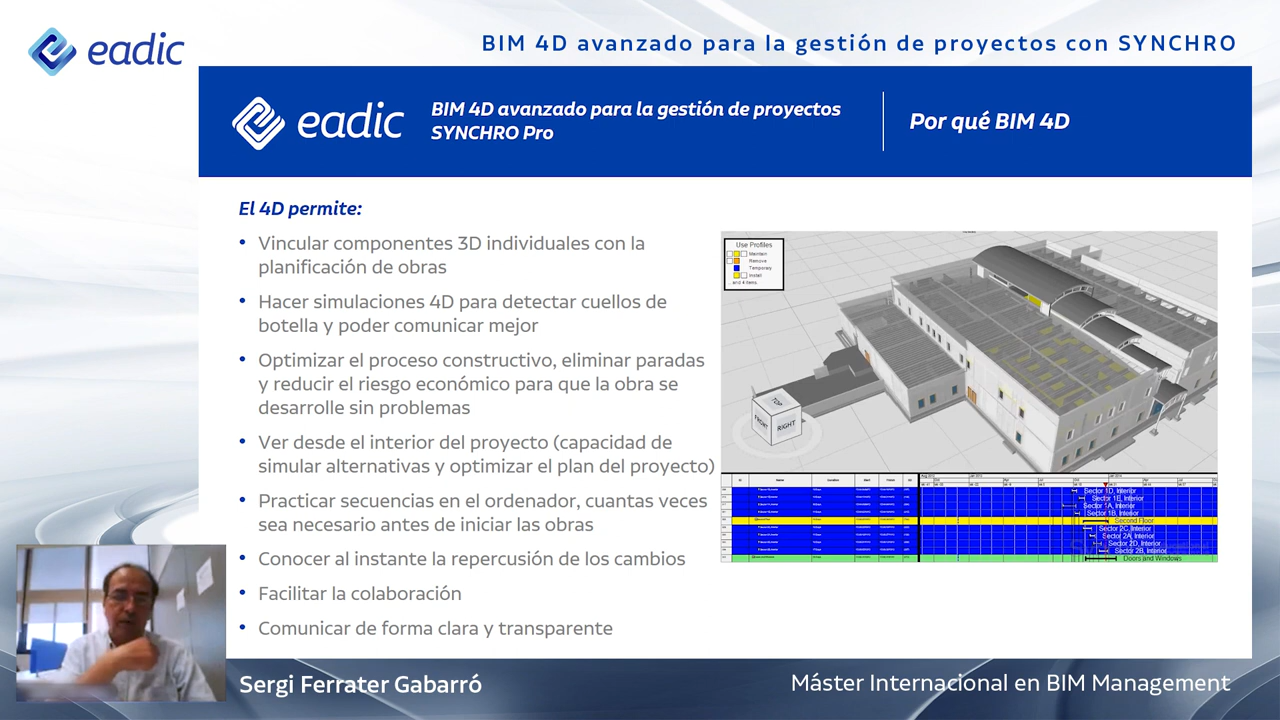 eadic
BIM 4D avanzado para la gestión de proyectos con SYNCHRO
eadic
BIM 4D avanzado para la gestión de proyectos
SYNCHRO Pro
Por qué BIM 4D
El 4D permite:
• Vincular componentes 3D individuales con la
planificación de obras
• Hacer simulaciones 4D para detectar cuellos de
botella y poder comunicar mejor
• Optimizar el proceso constructivo, eliminar paradas
y reducir el riesgo económico para que la obra se
desarrolle sin problemas
• Ver desde el interior del proyecto (capacidad de
simular alternativas y optimizar el plan del proyecto)
• Practicar secuencias en el ordenador, cuantas veces
sea necesario antes de iniciar las obras
• Conocer al instante la repercusión de los cambios
• Facilitar la colaboración
• Comunicar de forma clara y transparente
Use Profiles
Maintain
Remove
Temporary
Install
... and 4 items.
TOP
FRONT
RIGHT
Sector 1D, Interior
Sector 1E, Interior
Sector 1A, Interior
Sector 1B, Interior
Second Floor
Sector 2C, Interior
Sector 2A, Interior
Sector 2D, Interior
Sector 2B, Interior
Doors and Windows
Sergi Ferrater Gabarró
Máster Internacional en BIM Management